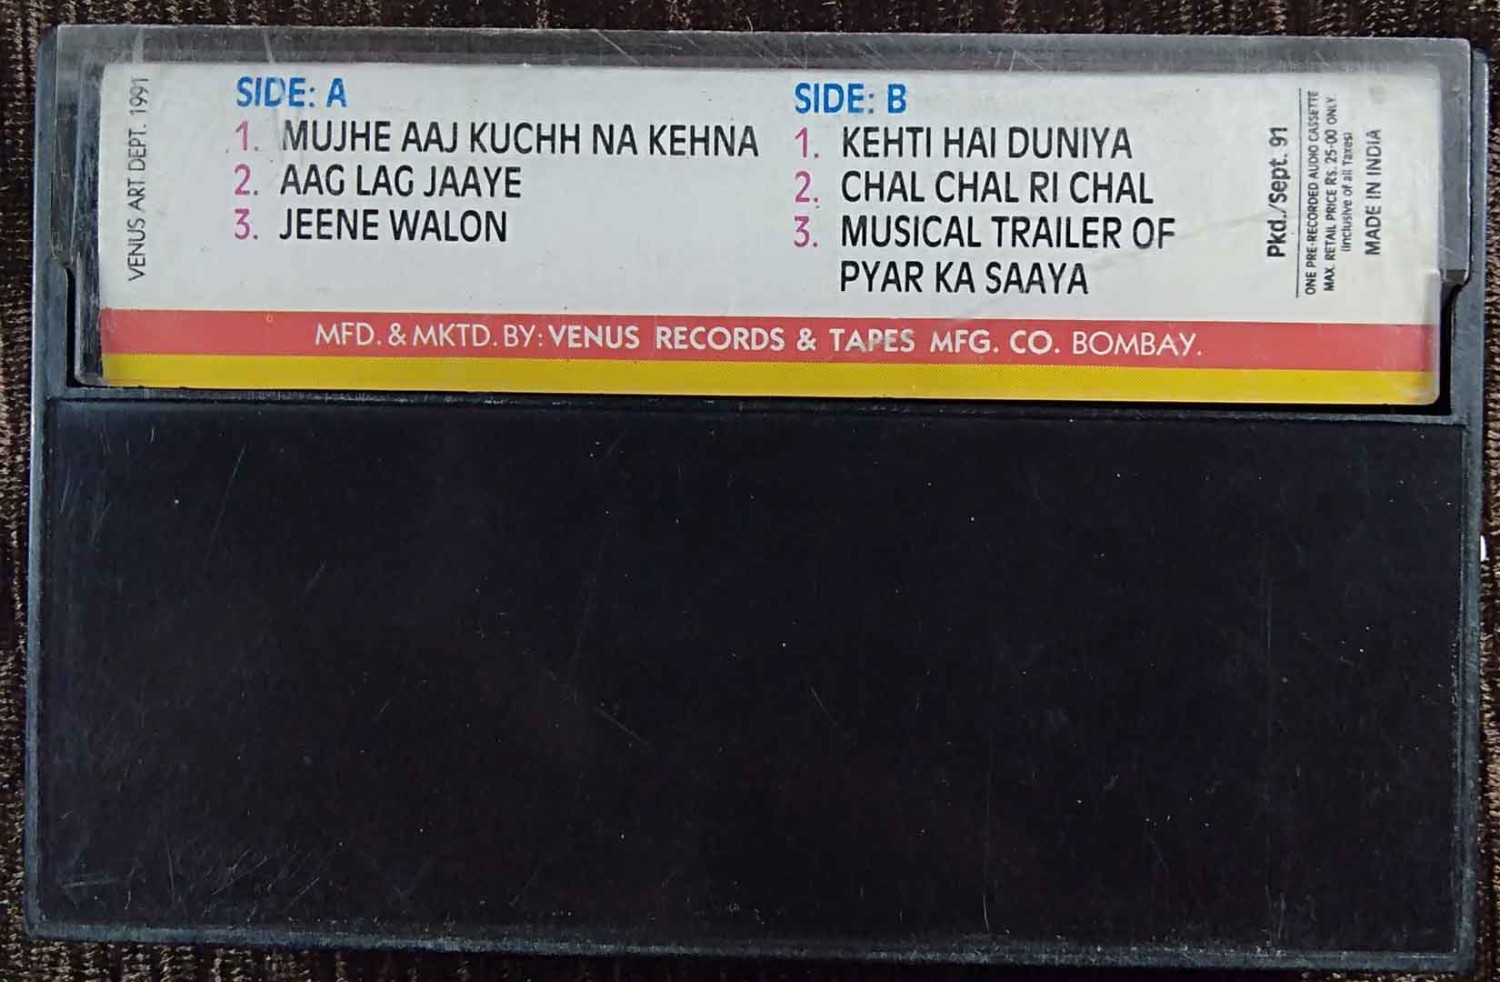 VENUS ART DEPT. 1991
SIDE: A
1. MUJHE AAJ KUCHH NA KEHNA
2. AAG LAG JAAYE
3. JEENE WALON
SIDE: B
1. KEHTI HAI DUNIYA
2. CHAL CHAL RI CHAL
3. MUSICAL TRAILER OF
PYAR KA SAAYA
Pkd./Sept. 91
ONE PRE-RECORDED AUDIO CASSETTE
MAX. RETAIL PRICE Rs. 25-00 ONLY
(inclusive of all Taxes)
MADE IN INDIA
MFD. & MKTD. BY: VENUS RECORDS & TAPES MFG. CO. BOMBAY.